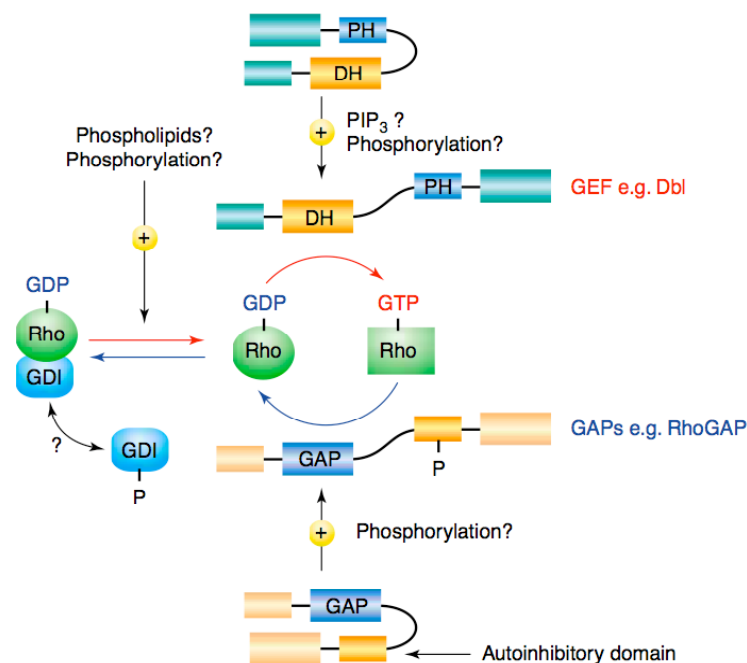 PH
DH
+
PIP3 ?
Phosphorylation?
Phospholipids?
Phosphorylation?
+
PH
DH
GEF e.g. Dbl
GDP
Rho
GDI
GDP
Rho
GTP
Rho
?
GDI
P
GAP
P
GAPs e.g. RhoGAP
+
Phosphorylation?
GAP
Autoinhibitory domain